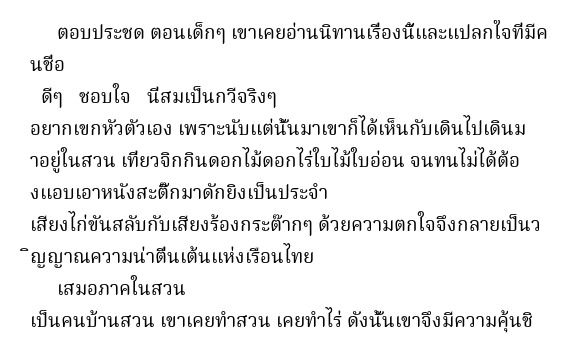 ตอบประชด ตอนเด็กๆ เขาเคยอ่านนิทานเรื่องนี้และแปลกใจที่มีค
นชื่อ
ดีๆ ชอบใจ นี่สมเป็นกวีจริงๆ
อยากเขกหัวตัวเอง เพราะนับแต่นั้นมาเขาก็ได้เห็นกับเดินไปเดินม
าอยู่ในสวน เที่ยวจิกกินดอกไม้ดอกไร่ใบไม้ใบอ่อน จนทนไม่ได้ต้อ
งแอบเอาหนังสะติ๊กมาดักยิงเป็นประจำ
เสียงไก่ขันสลับกับเสียงร้องกระต๊ากๆ ด้วยความตกใจจึงกลายเป็นว
ิญญาณความน่าตื่นเต้นแห่งเรือนไทย
เสมอภาคในสวน
เป็นคนบ้านสวน เขาเคยทำสวน เคยทำไร่ ดังนั้นเขาจึงมีความคุ้นชิ